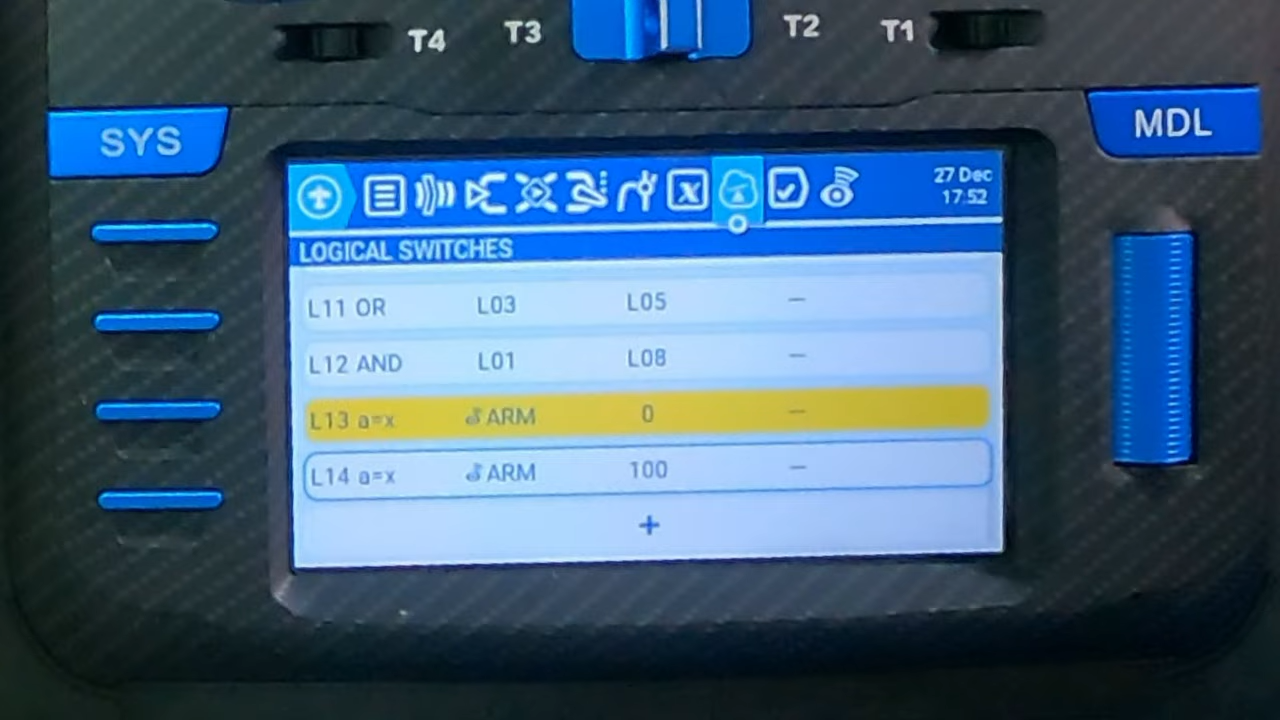 T4 T3 T2 T1
SYS
MDL
27 Dec
17:52
LOGICAL SWITCHES
L11 OR L03 L05 —
L12 AND L01 L08 —
L13 a=x ARM 0 —
L14 a=x ARM 100 —
+